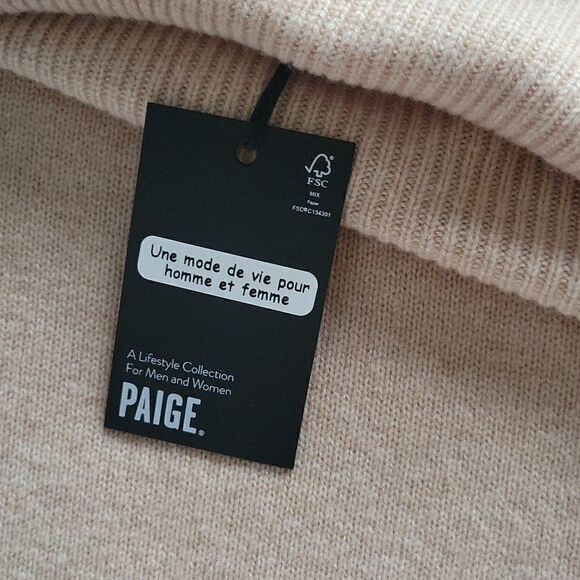 FSC
MIX
Paper
FSC®C134301
Une mode de vie pour
homme et femme
A Lifestyle Collection
For Men and Women
PAIGE®